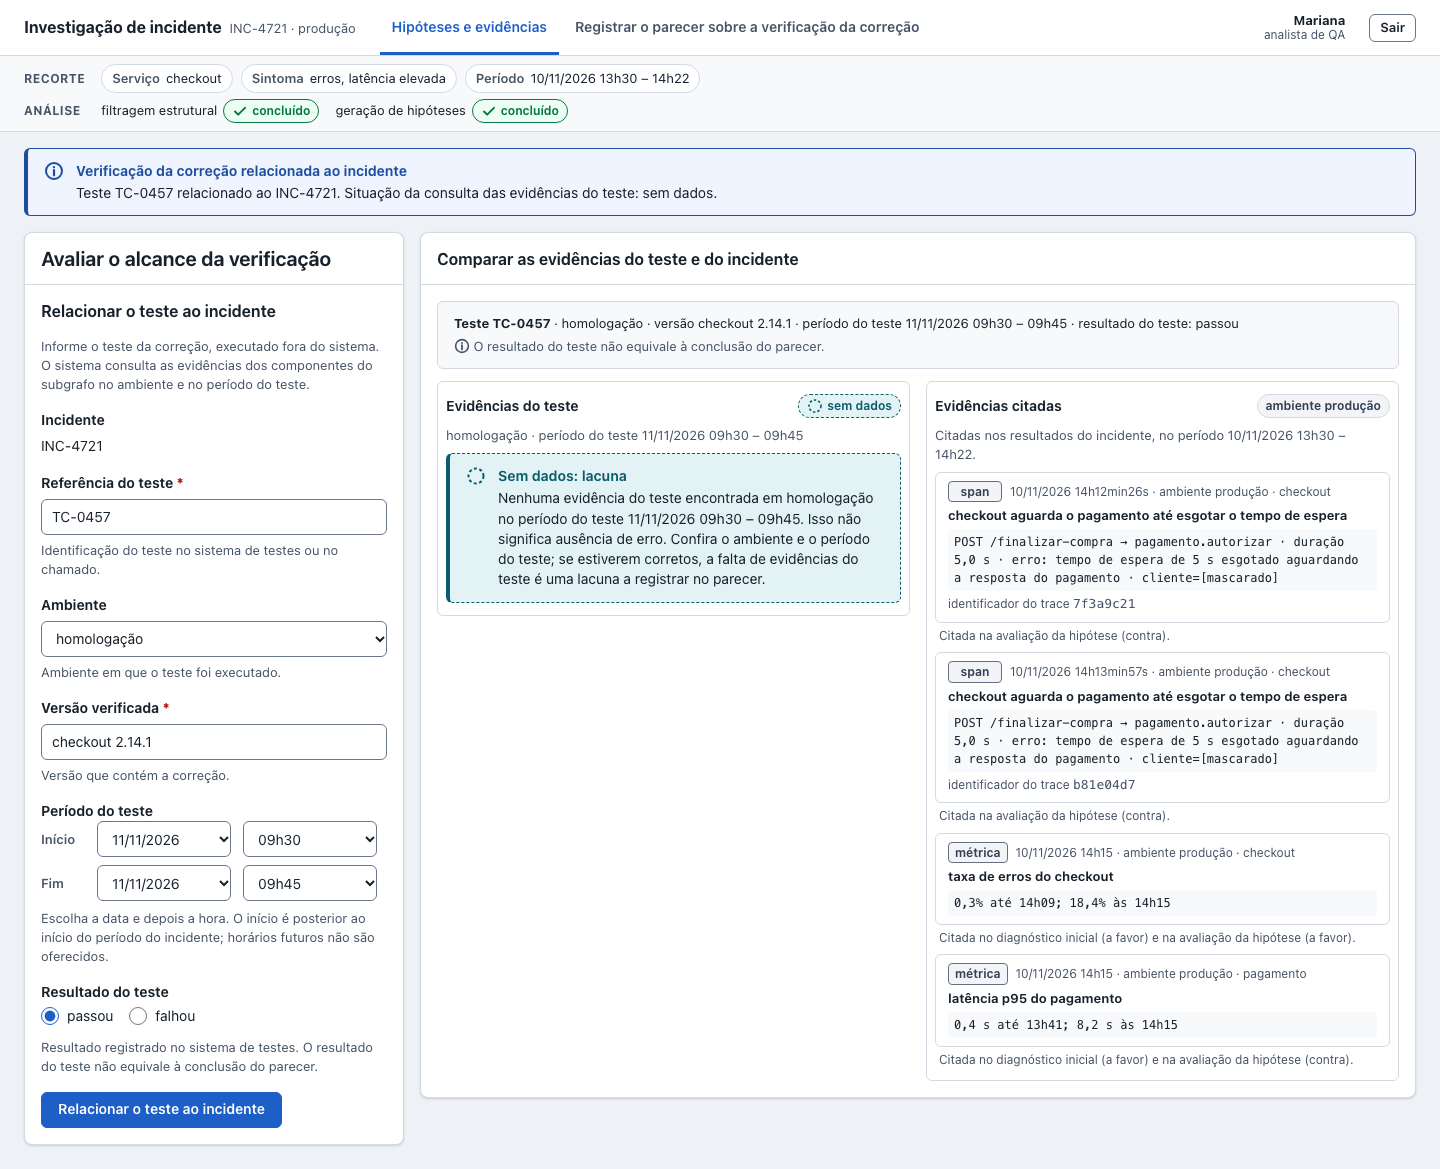 Investigação de incidente INC-4721 · produção
Hipóteses e evidências
Registrar o parecer sobre a verificação da correção
Mariana
analista de QA
Sair
RECORTE Serviço checkout Sintoma erros, latência elevada Período 10/11/2026 13h30 – 14h22
ANÁLISE filtragem estrutural concluído geração de hipóteses concluído
Verificação da correção relacionada ao incidente
Teste TC-0457 relacionado ao INC-4721. Situação da consulta das evidências do teste: sem dados.
Avaliar o alcance da verificação
Relacionar o teste ao incidente
Informe o teste da correção, executado fora do sistema.
O sistema consulta as evidências dos componentes do
subgrafo no ambiente e no período do teste.
Incidente
INC-4721
Referência do teste *
TC-0457
Identificação do teste no sistema de testes ou no
chamado.
Ambiente
homologação
Ambiente em que o teste foi executado.
Versão verificada *
checkout 2.14.1
Versão que contém a correção.
Período do teste
Início 11/11/2026 09h30
Fim 11/11/2026 09h45
Escolha a data e depois a hora. O início é posterior ao
início do período do incidente; horários futuros não são
oferecidos.
Resultado do teste
passou falhou
Resultado registrado no sistema de testes. O resultado
do teste não equivale à conclusão do parecer.
Relacionar o teste ao incidente
Comparar as evidências do teste e do incidente
Teste TC-0457 · homologação · versão checkout 2.14.1 · período do teste 11/11/2026 09h30 – 09h45 · resultado do teste: passou
O resultado do teste não equivale à conclusão do parecer.
Evidências do teste sem dados
homologação · período do teste 11/11/2026 09h30 – 09h45
Sem dados: lacuna
Nenhuma evidência do teste encontrada em homologação
no período do teste 11/11/2026 09h30 – 09h45. Isso não
significa ausência de erro. Confira o ambiente e o período
do teste; se estiverem corretos, a falta de evidências do
teste é uma lacuna a registrar no parecer.
Evidências citadas ambiente produção
Citadas nos resultados do incidente, no período 10/11/2026 13h30 –
14h22.
span 10/11/2026 14h12min26s · ambiente produção · checkout
checkout aguarda o pagamento até esgotar o tempo de espera
POST /finalizar-compra → pagamento.autorizar · duração
5,0 s · erro: tempo de espera de 5 s esgotado aguardando
a resposta do pagamento · cliente=[mascarado]
identificador do trace 7f3a9c21
Citada na avaliação da hipótese (contra).
span 10/11/2026 14h13min57s · ambiente produção · checkout
checkout aguarda o pagamento até esgotar o tempo de espera
POST /finalizar-compra → pagamento.autorizar · duração
5,0 s · erro: tempo de espera de 5 s esgotado aguardando
a resposta do pagamento · cliente=[mascarado]
identificador do trace b81e04d7
Citada na avaliação da hipótese (contra).
métrica 10/11/2026 14h15 · ambiente produção · checkout
taxa de erros do checkout
0,3% até 14h09; 18,4% às 14h15
Citada no diagnóstico inicial (a favor) e na avaliação da hipótese (a favor).
métrica 10/11/2026 14h15 · ambiente produção · pagamento
latência p95 do pagamento
0,4 s até 13h41; 8,2 s às 14h15
Citada no diagnóstico inicial (a favor) e na avaliação da hipótese (contra).